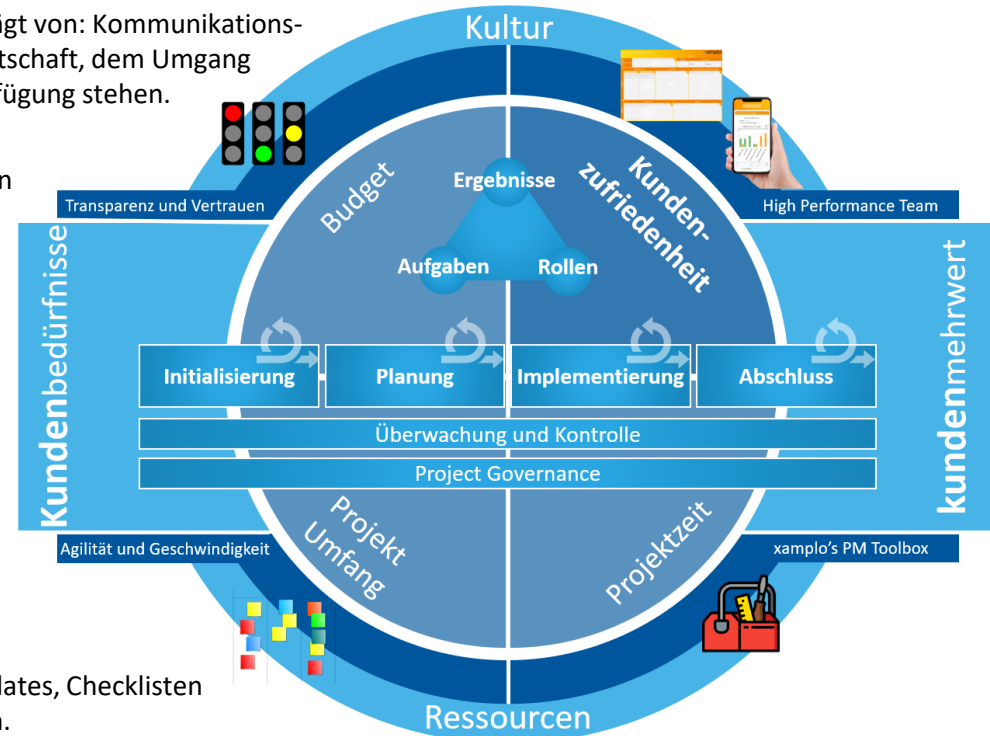 ägt von: Kommunikations-
tschaft, dem Umgang
fügung stehen.
n
Kultur
Budget
Kunden-
zufriedenheit
Ergebnisse
Aufgaben
Rollen
Transparenz und Vertrauen
High Performance Team
Kundenbedürfnisse
kundenmehrwert
Initialisierung
Planung
Implementierung
Abschluss
Überwachung und Kontrolle
Project Governance
Projekt
Umfang
Projektzeit
Agilität und Geschwindigkeit
xamplo's PM Toolbox
lates, Checklisten
n.
Ressourcen